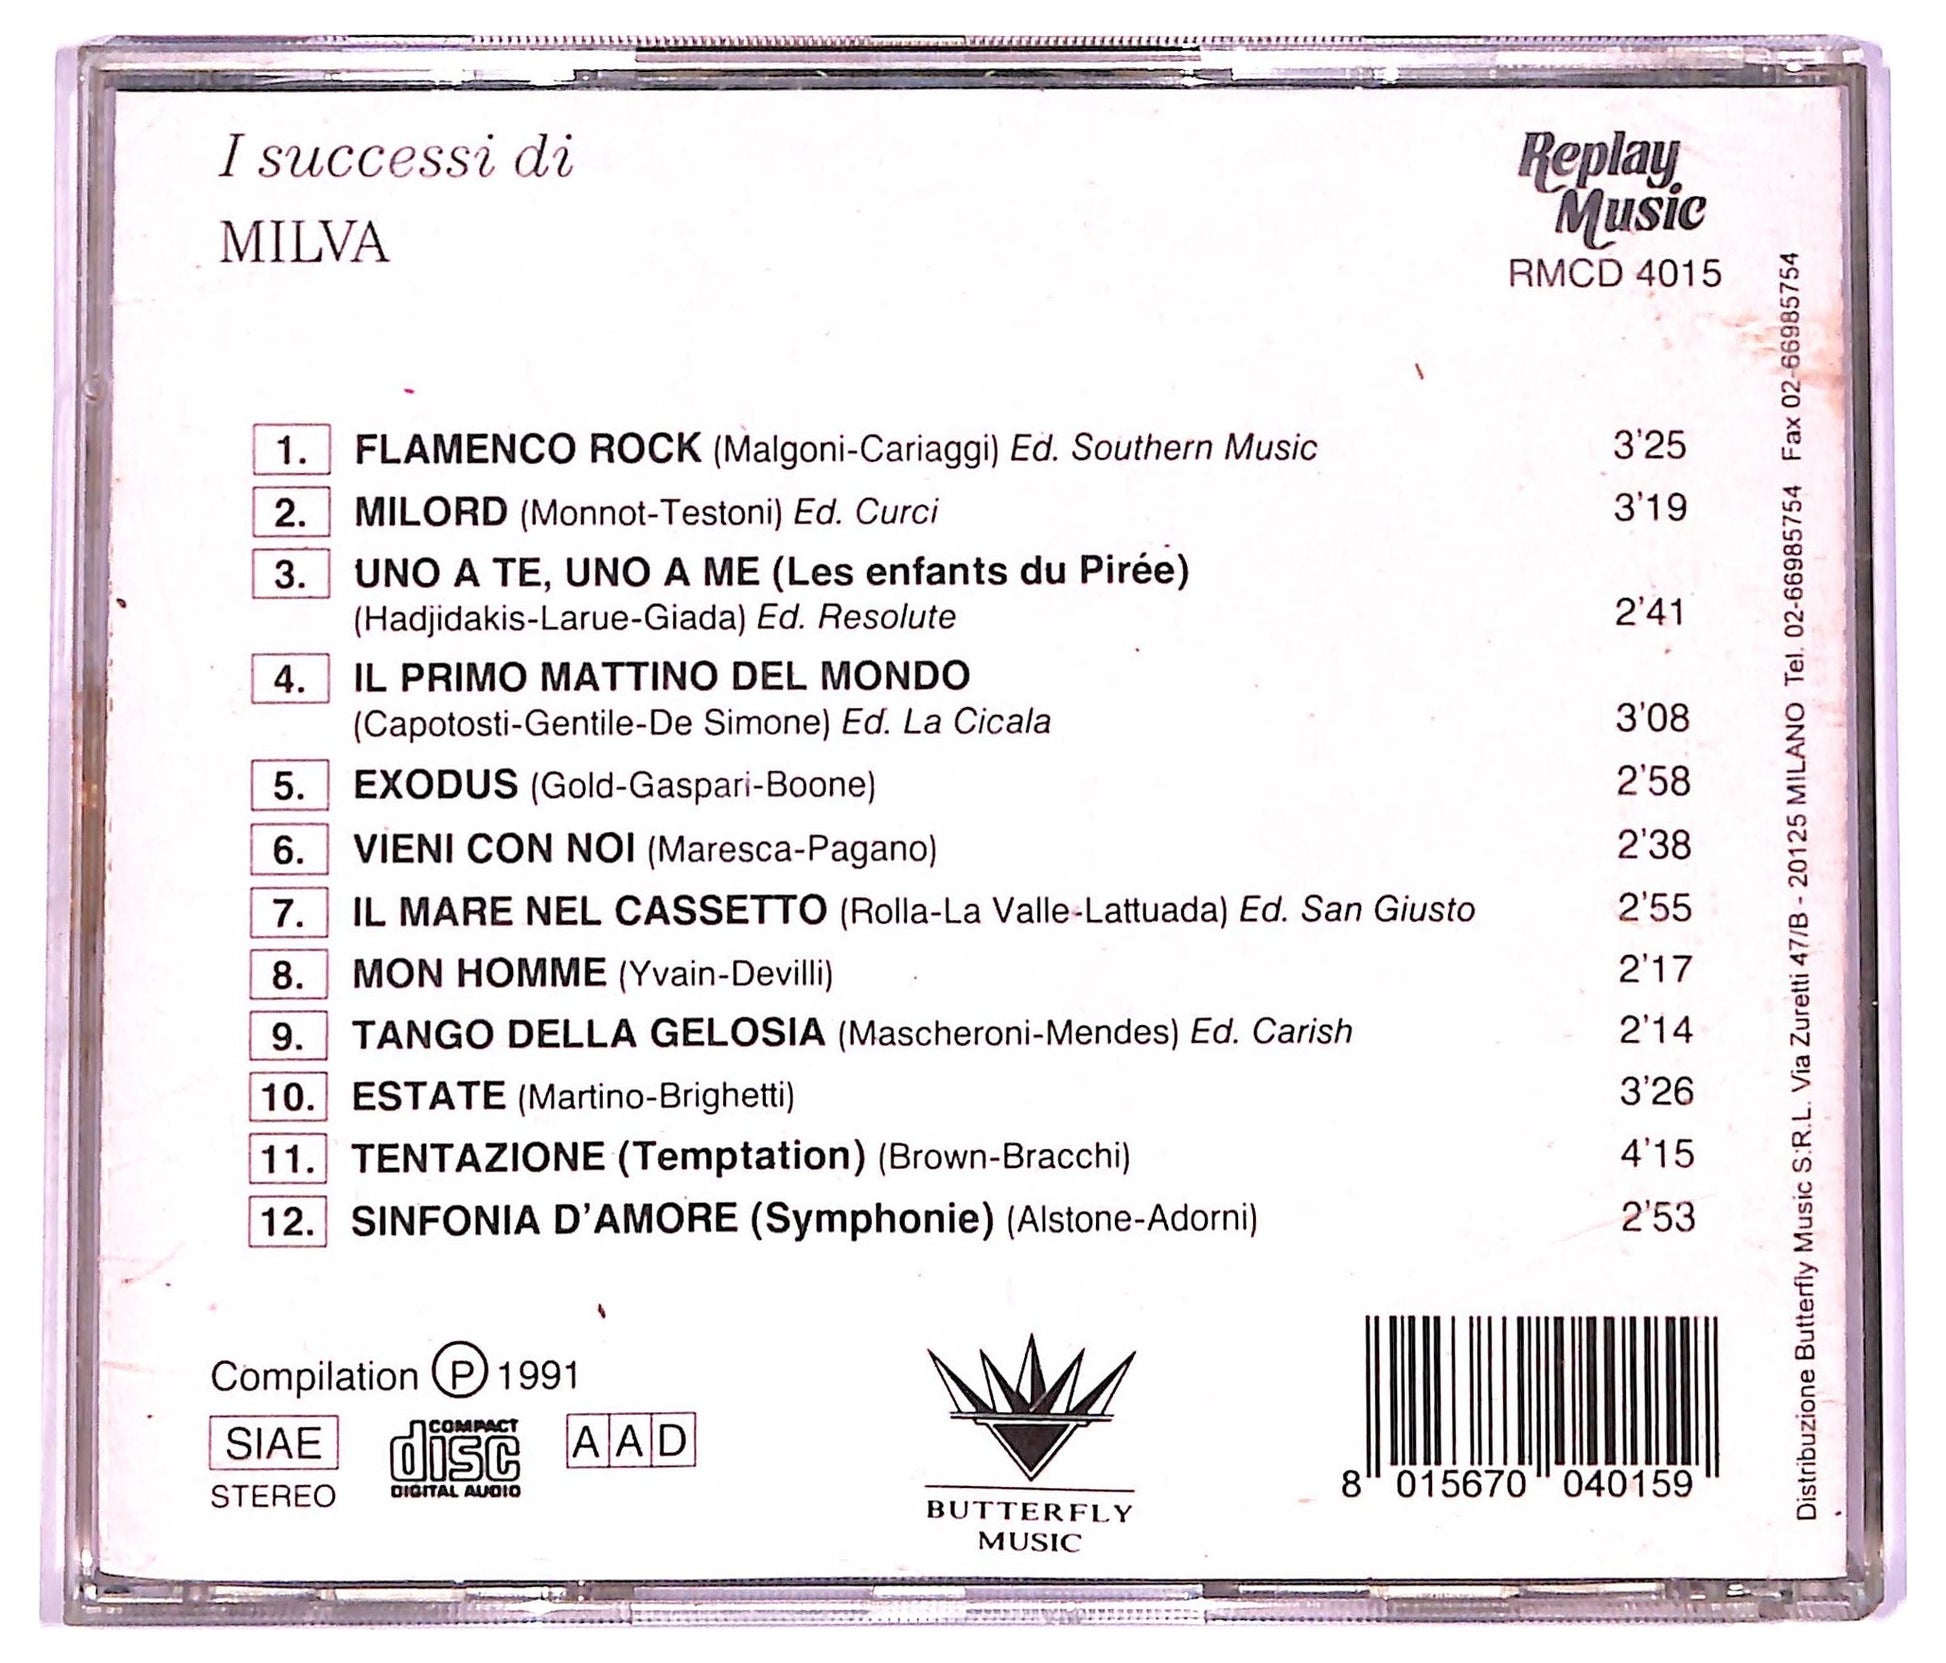 I successi di
MILVA
Replay
Music
RMCD 4015
1. FLAMENCO ROCK (Malgoni-Cariaggi) Ed. Southern Music 3'25
2. MILORD (Monnot-Testoni) Ed. Curci 3'19
3. UNO A TE, UNO A ME (Les enfants du Pirée)
(Hadjidakis-Larue-Giada) Ed. Resolute 2'41
4. IL PRIMO MATTINO DEL MONDO
(Capotosti-Gentile-De Simone) Ed. La Cicala 3'08
5. EXODUS (Gold-Gaspari-Boone) 2'58
6. VIENI CON NOI (Maresca-Pagano) 2'38
7. IL MARE NEL CASSETTO (Rolla-La Valle-Lattuada) Ed. San Giusto 2'55
8. MON HOMME (Yvain-Devilli) 2'17
9. TANGO DELLA GELOSIA (Mascheroni-Mendes) Ed. Carish 2'14
10. ESTATE (Martino-Brighetti) 3'26
11. TENTAZIONE (Temptation) (Brown-Bracchi) 4'15
12. SINFONIA D'AMORE (Symphonie) (Alstone-Adorni) 2'53
Compilation Ⓟ 1991
SIAE
STEREO
COMPACT
disc
DIGITAL AUDIO
AAD
BUTTERFLY
MUSIC
8 015670 040159
Distribuzione Butterfly Music S.R.L. Via Zuretti 47/B - 20125 MILANO Tel. 02-66985754 Fax 02-66985754